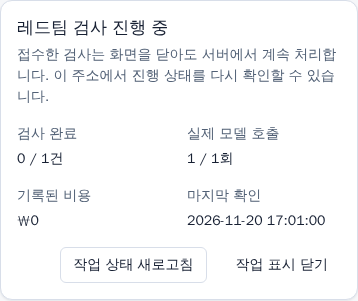 레드팀 검사 진행 중
접수한 검사는 화면을 닫아도 서버에서 계속 처리합
니다. 이 주소에서 진행 상태를 다시 확인할 수 있습
니다.
검사 완료
실제 모델 호출
0 / 1건
1 / 1회
기록된 비용
마지막 확인
₩0
2026-11-20 17:01:00
작업 상태 새로고침
작업 표시 닫기